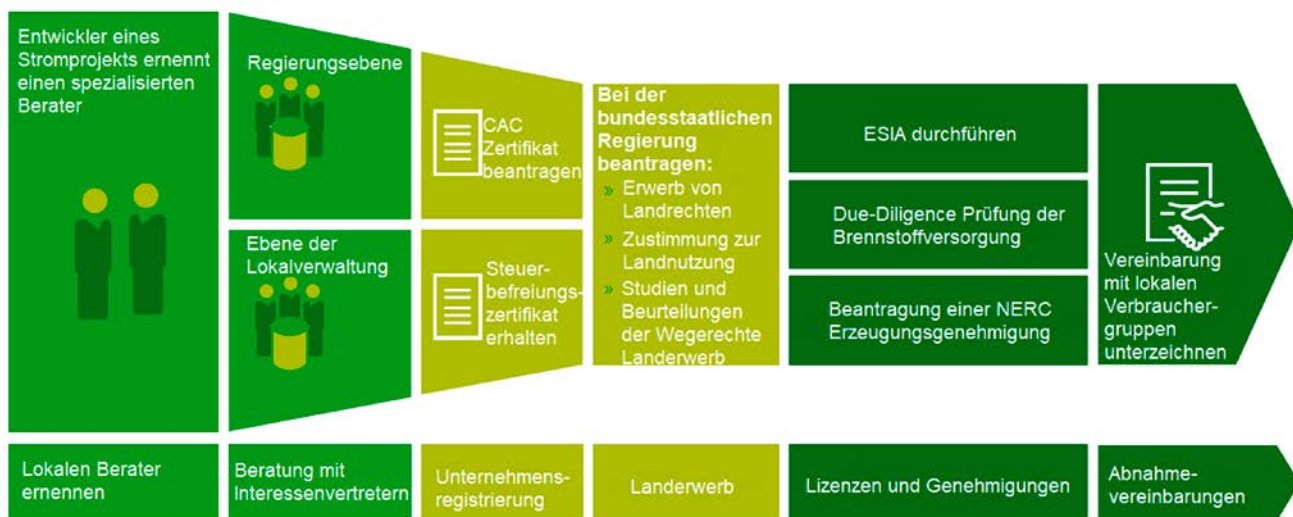 Entwickler eines
Stromprojekts ernennt
einen spezialisierten
Berater
Regierungsebene
Ebene der
Lokalverwaltung
CAC
Zertifikat
beantragen
Steuer-
befreiungs-
zertifikat
erhalten
Bei der
bundesstaatlichen
Regierung
beantragen:
» Erwerb von
Landrechten
» Zustimmung zur
Landnutzung
» Studien und
Beurteilungen
der Wegerechte
Landerwerb
ESIA durchführen
Due-Diligence Prüfung der
Brennstoffversorgung
Beantragung einer NERC
Erzeugungsgenehmigung
Vereinbarung
mit lokalen
Verbraucher-
gruppen
unterzeichnen
Lokalen Berater
ernennen
Beratung mit
Interessenvertretern
Unternehmens-
registrierung
Landerwerb
Lizenzen und Genehmigungen
Abnahme-
vereinbarungen